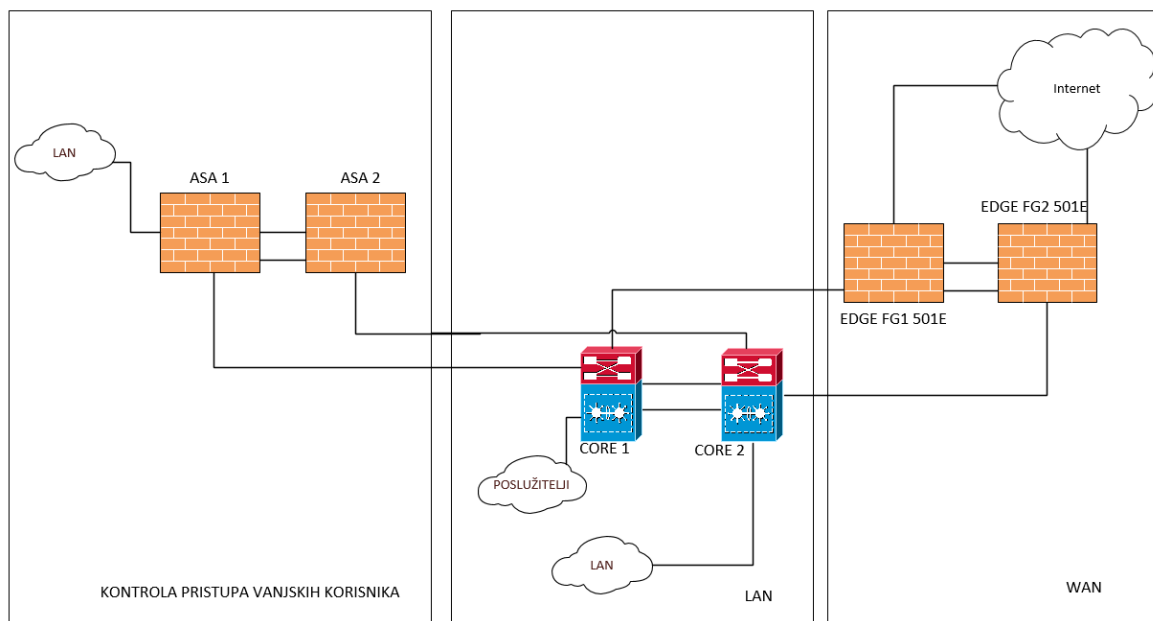 LAN
ASA 1
ASA 2
KONTROLA PRISTUPA VANJSKIH KORISNIKA
CORE 1
CORE 2
POSLUŽITELJI
LAN
LAN
Internet
EDGE FG2 501E
EDGE FG1 501E
WAN